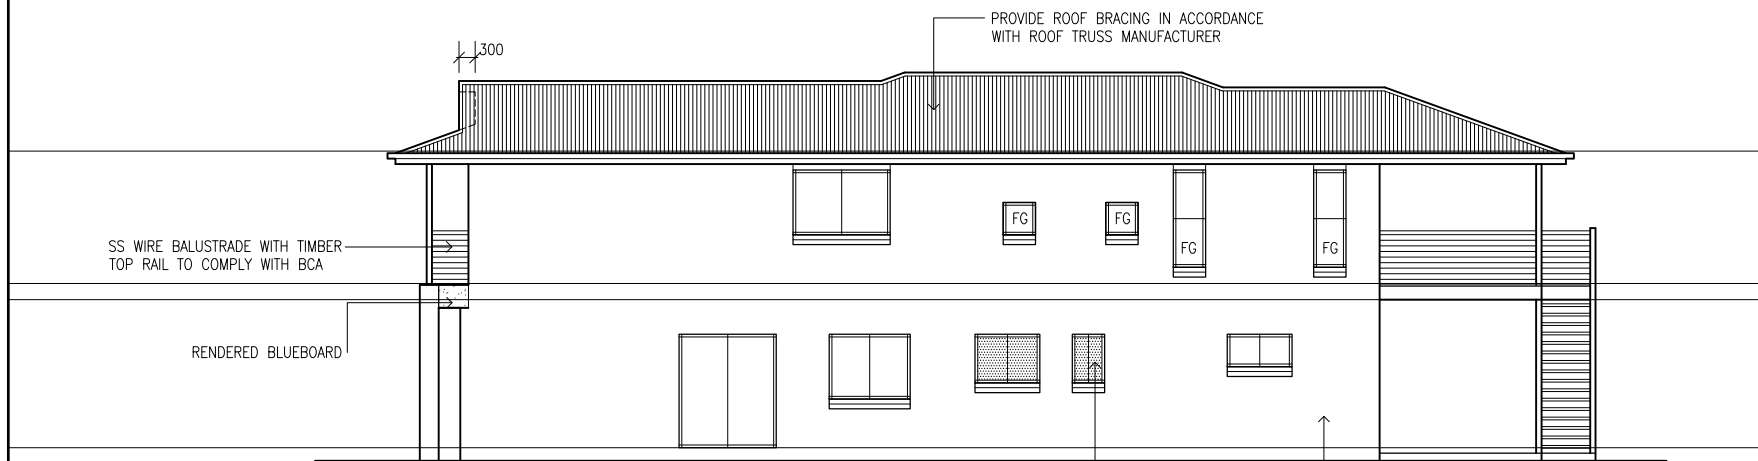 PROVIDE ROOF BRACING IN ACCORDANCE
WITH ROOF TRUSS MANUFACTURER
300
FG
FG
FG
FG
SS WIRE BALUSTRADE WITH TIMBER
TOP RAIL TO COMPLY WITH BCA
RENDERED BLUEBOARD